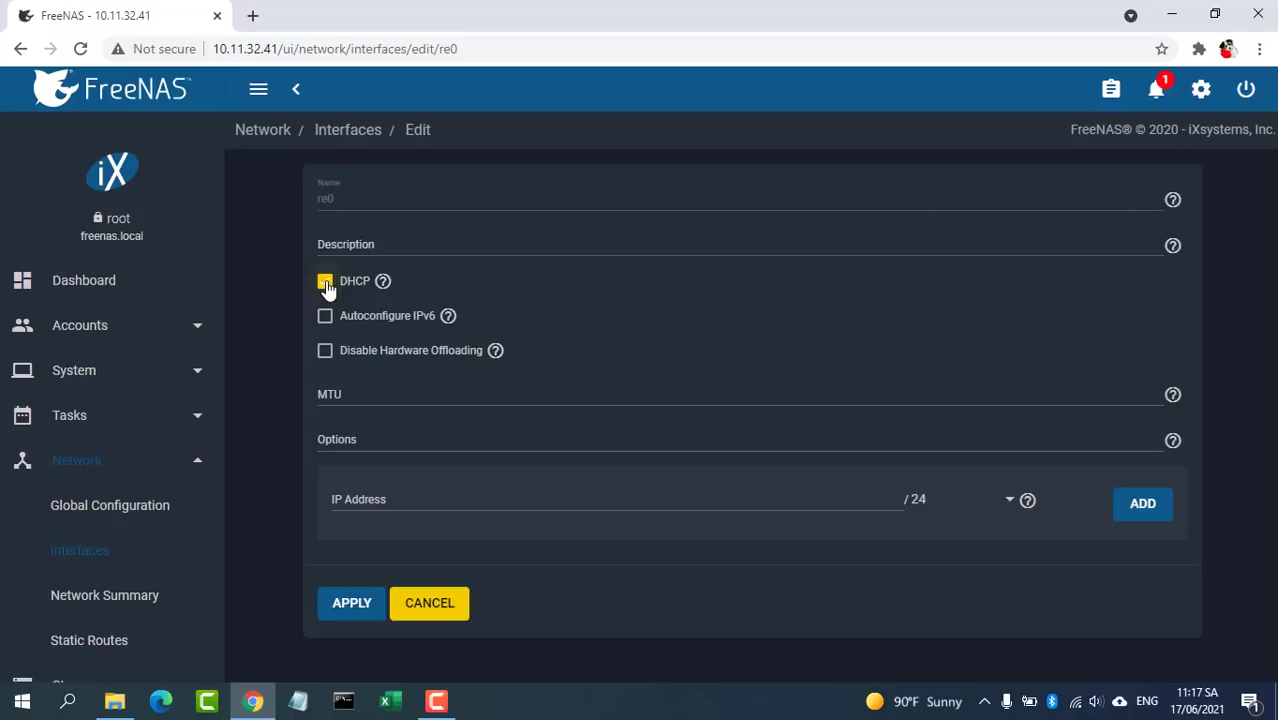 FreeNAS - 10.11.32.41
Not secure 10.11.32.41/ui/network/interfaces/edit/re0
FreeNAS™
1
Network / Interfaces / Edit
FreeNAS® © 2020 - iXsystems, Inc.
iX
root
freenas.local
Dashboard
Accounts
System
Tasks
Network
Global Configuration
Interfaces
Network Summary
Static Routes
Name
re0
Description
DHCP
Autoconfigure IPv6
Disable Hardware Offloading
MTU
Options
IP Address / 24
ADD
APPLY CANCEL
90°F Sunny
ENG
11:17 SA
17/06/2021